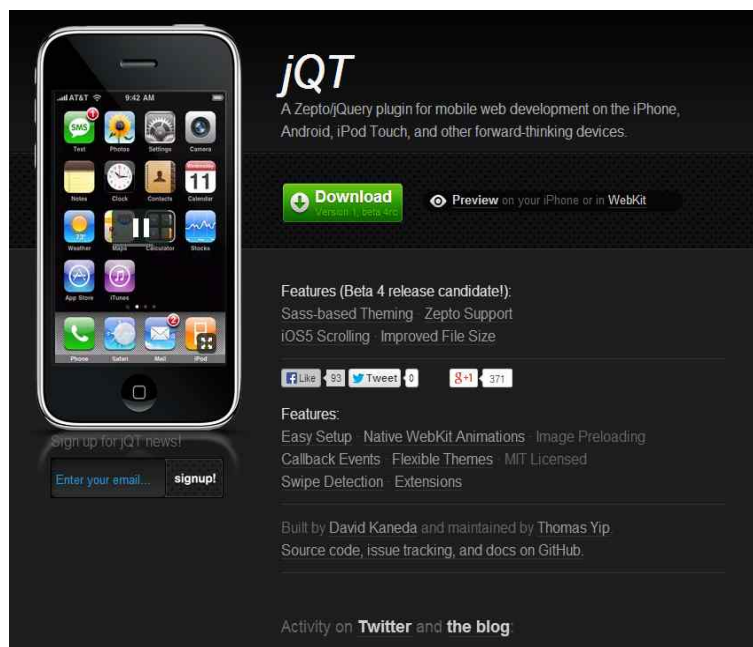 AT&T 9:42 AM
1
SMS
Text Photos Settings Camera
11
Notes Clock Contacts Calendar
Weather Maps Calculator Stocks
App Store iTunes
2
Phone Safari Mail iPod
Sign up for jQT news!
Enter your email... signup!
jQT
A Zepto/jQuery plugin for mobile web development on the iPhone,
Android, iPod Touch, and other forward-thinking devices.
Download
Version 1, beta 4rc
Preview on your iPhone or in WebKit
Features (Beta 4 release candidate!):
Sass-based Theming · Zepto Support
iOS5 Scrolling · Improved File Size
Like 93 Tweet 0 +1 371
Features:
Easy Setup · Native WebKit Animations · Image Preloading
Callback Events · Flexible Themes · MIT Licensed
Swipe Detection · Extensions
Built by David Kaneda and maintained by Thomas Yip.
Source code, issue tracking, and docs on GitHub.
Activity on Twitter and the blog: